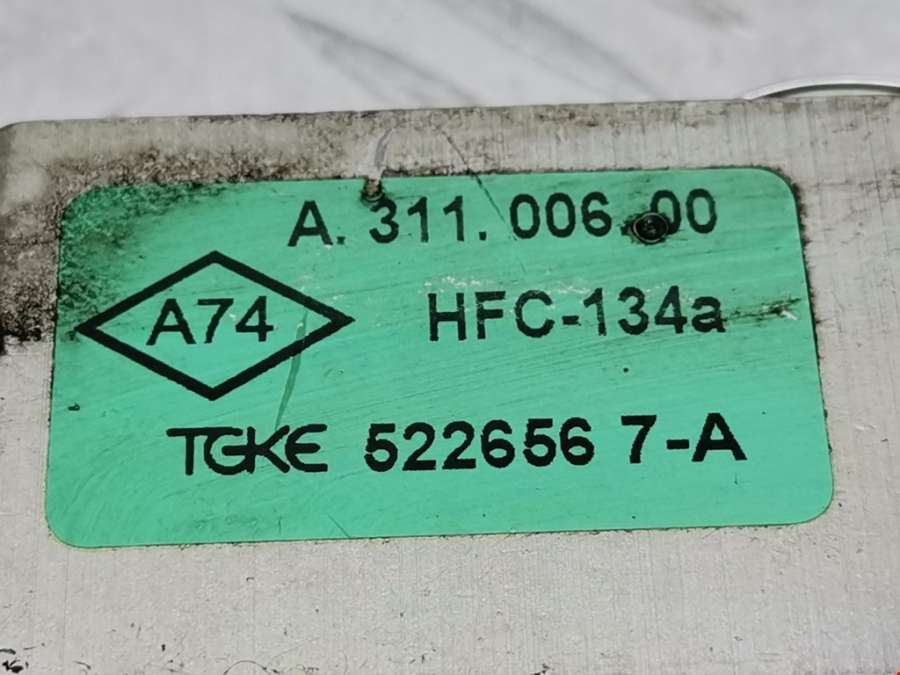 A. 311. 006.00
A74
HFC-134a
TGKE 522656 7-A